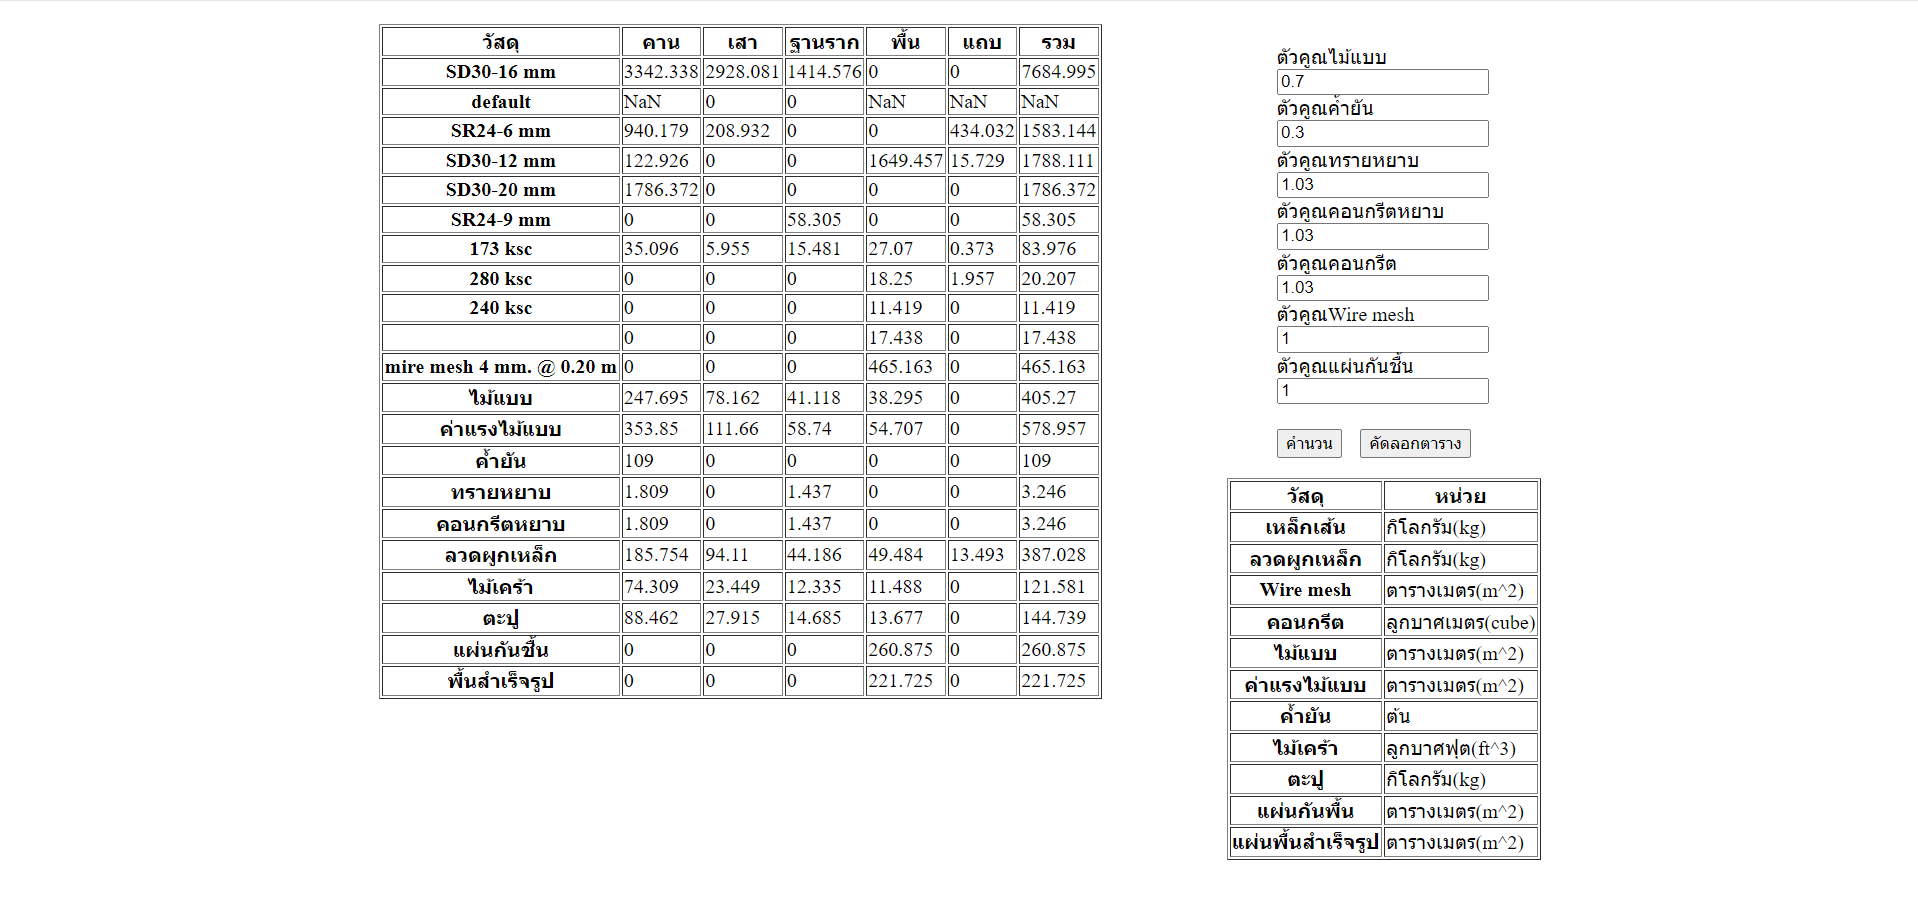 วัสดุ คาน เสา ฐานราก พื้น แถบ รวม
SD30-16 mm 3342.338 2928.081 1414.576 0 0 7684.995
default NaN 0 0 NaN NaN NaN
SR24-6 mm 940.179 208.932 0 0 434.032 1583.144
SD30-12 mm 122.926 0 0 1649.457 15.729 1788.111
SD30-20 mm 1786.372 0 0 0 0 1786.372
SR24-9 mm 0 0 58.305 0 0 58.305
173 ksc 35.096 5.955 15.481 27.07 0.373 83.976
280 ksc 0 0 0 18.25 1.957 20.207
240 ksc 0 0 0 11.419 0 11.419
0 0 0 17.438 0 17.438
mire mesh 4 mm. @ 0.20 m 0 0 0 465.163 0 465.163
ไม้แบบ 247.695 78.162 41.118 38.295 0 405.27
ค่าแรงไม้แบบ 353.85 111.66 58.74 54.707 0 578.957
ค้ำยัน 109 0 0 0 0 109
ทรายหยาบ 1.809 0 1.437 0 0 3.246
คอนกรีตหยาบ 1.809 0 1.437 0 0 3.246
ลวดผูกเหล็ก 185.754 94.11 44.186 49.484 13.493 387.028
ไม้เคร้า 74.309 23.449 12.335 11.488 0 121.581
ตะปู 88.462 27.915 14.685 13.677 0 144.739
แผ่นกันชื้น 0 0 0 260.875 0 260.875
พื้นสำเร็จรูป 0 0 0 221.725 0 221.725
ตัวคูณไม้แบบ
0.7
ตัวคูณค้ำยัน
0.3
ตัวคูณทรายหยาบ
1.03
ตัวคูณคอนกรีตหยาบ
1.03
ตัวคูณคอนกรีต
1.03
ตัวคูณWire mesh
1
ตัวคูณแผ่นกันชื้น
1
คำนวน คัดลอกตาราง
วัสดุ หน่วย
เหล็กเส้น กิโลกรัม(kg)
ลวดผูกเหล็ก กิโลกรัม(kg)
Wire mesh ตารางเมตร(m^2)
คอนกรีต ลูกบาศเมตร(cube)
ไม้แบบ ตารางเมตร(m^2)
ค่าแรงไม้แบบ ตารางเมตร(m^2)
ค้ำยัน ต้น
ไม้เคร้า ลูกบาศฟุต(ft^3)
ตะปู กิโลกรัม(kg)
แผ่นกันพื้น ตารางเมตร(m^2)
แผ่นพื้นสำเร็จรูป ตารางเมตร(m^2)